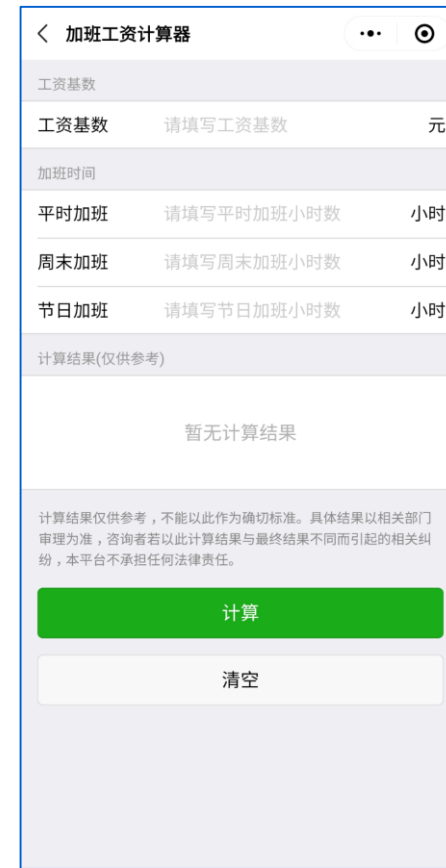 加班工资计算器
工资基数
工资基数 请填写工资基数 元
加班时间
平时加班 请填写平时加班小时数 小时
周末加班 请填写周末加班小时数 小时
节日加班 请填写节日加班小时数 小时
计算结果(仅供参考)
暂无计算结果
计算结果仅供参考，不能以此作为确切标准。具体结果以相关部门
审理为准，咨询者若以此计算结果与最终结果不同而引起的相关纠
纷，本平台不承担任何法律责任。
计算
清空